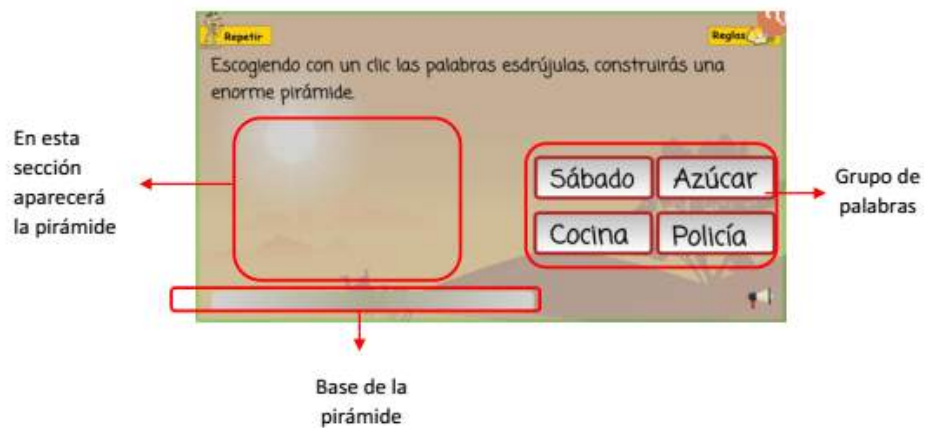 Repetir
Reglas
Escogiendo con un clic las palabras esdrújulas, construirás una
enorme pirámide.
En esta
sección
aparecerá
la pirámide
Sábado
Azúcar
Cocina
Policía
Grupo de
palabras
Base de la
pirámide